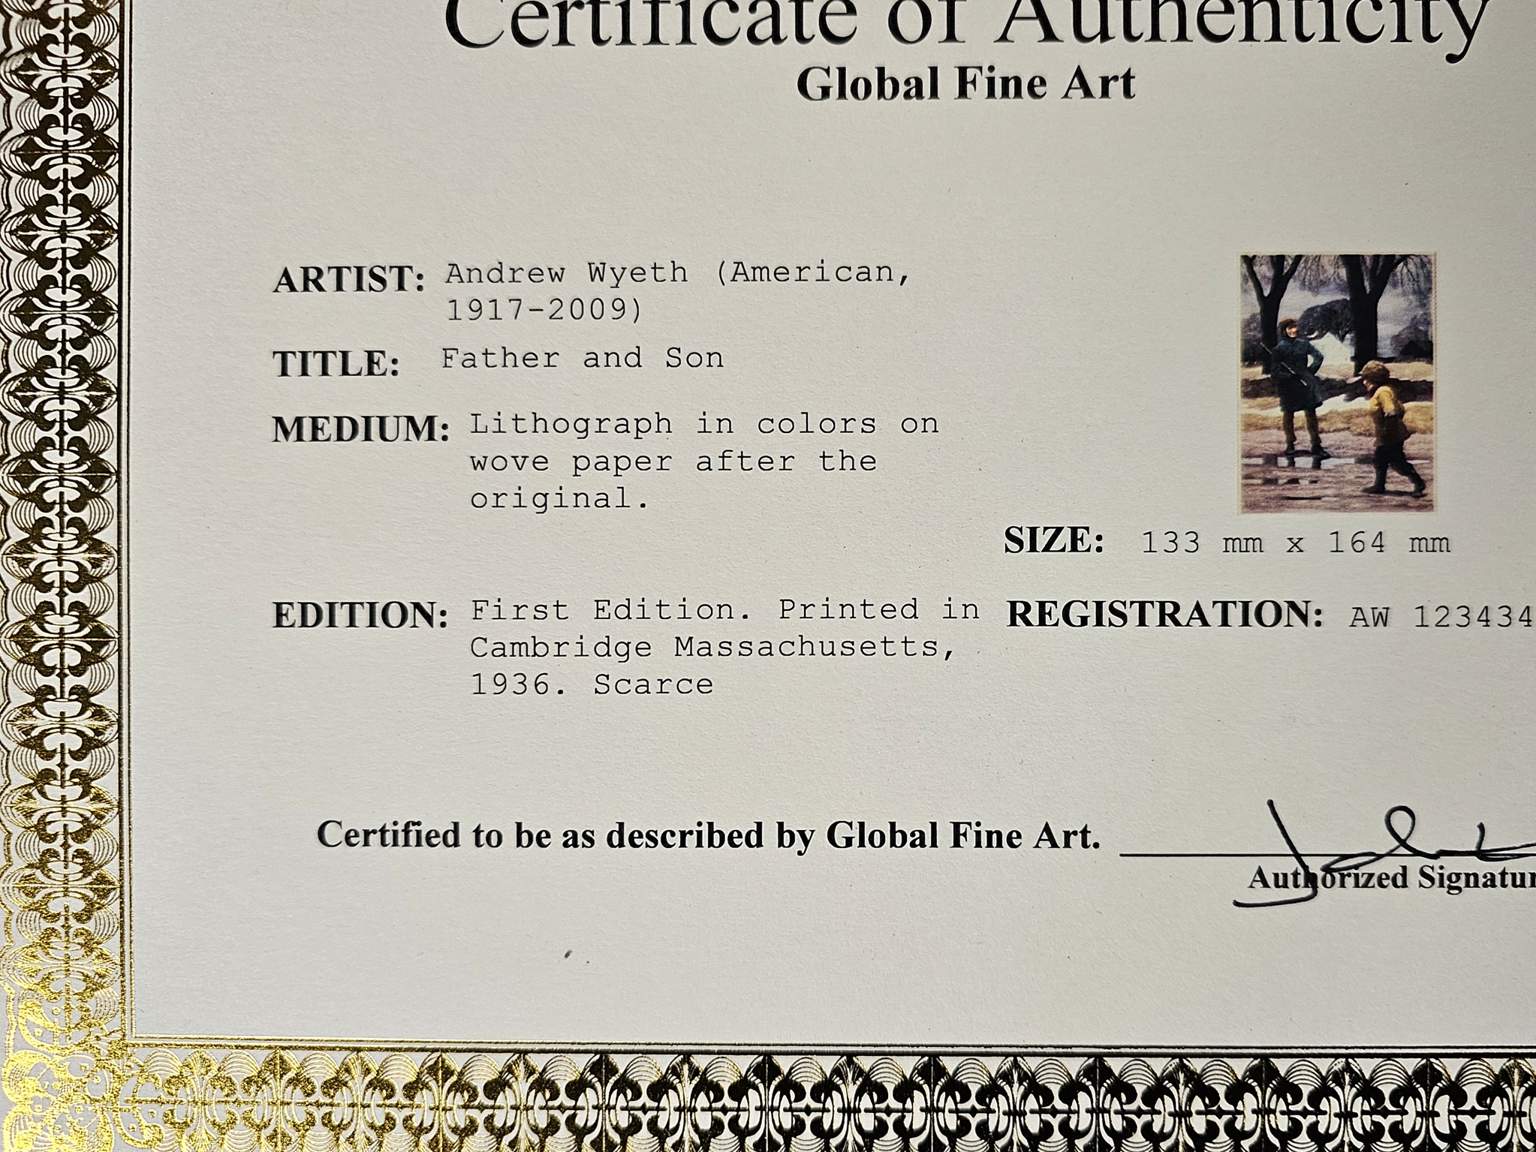 Certificate of Authenticity
Global Fine Art
ARTIST: Andrew Wyeth (American,
1917-2009)
TITLE: Father and Son
MEDIUM: Lithograph in colors on
wove paper after the
original.
SIZE: 133 mm x 164 mm
EDITION: First Edition. Printed in
Cambridge Massachusetts,
1936. Scarce
REGISTRATION: AW 123434
Certified to be as described by Global Fine Art.
Authorized Signatur